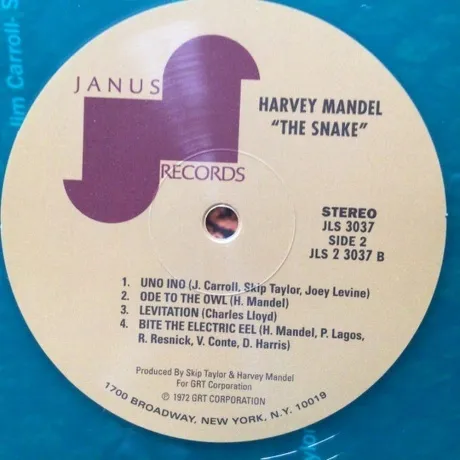 JANUS
RECORDS
HARVEY MANDEL
"THE SNAKE"
STEREO
JLS 3037
SIDE 2
JLS 2 3037 B
1. UNO INO (J. Carroll. Skip Taylor, Joey Levine)
2. ODE TO THE OWL (H. Mandel)
3. LEVITATION (Charles Lloyd)
4. BITE THE ELECTRIC EEL (H. Mandel, P. Lagos,
R. Resnick, V. Conte, D. Harris)
Produced By Skip Taylor & Harvey Mandel
For GRT Corporation
℗ 1972 GRT CORPORATION
1700 BROADWAY, NEW YORK, N.Y. 10019
Jim Carroll- S